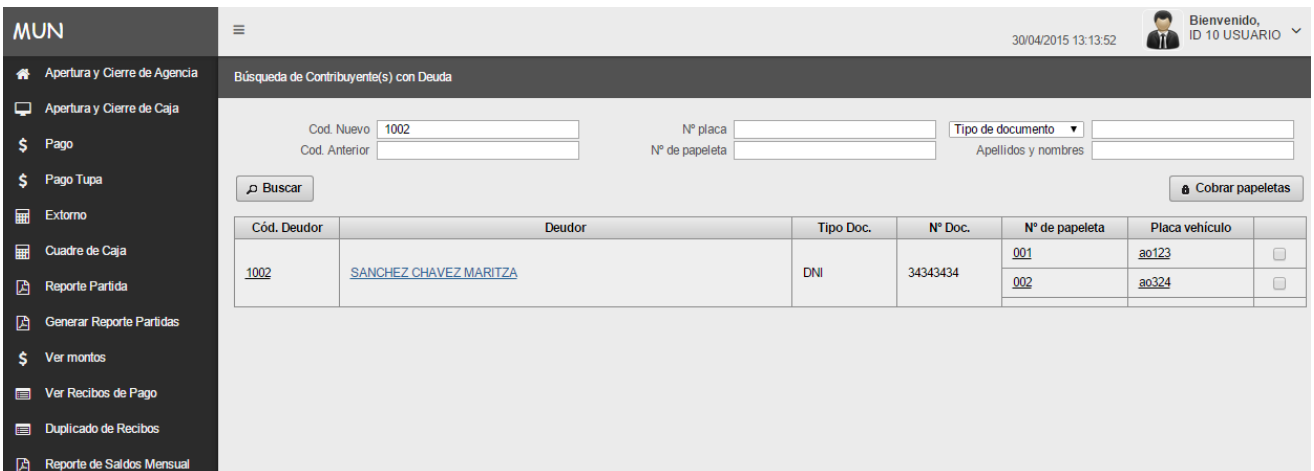 MUN
30/04/2015 13:13:52
Bienvenido,
ID 10 USUARIO
Apertura y Cierre de Agencia
Apertura y Cierre de Caja
Pago
Pago Tupa
Extorno
Cuadre de Caja
Reporte Partida
Generar Reporte Partidas
Ver montos
Ver Recibos de Pago
Duplicado de Recibos
Reporte de Saldos Mensual
Búsqueda de Contribuyente(s) con Deuda
Cod. Nuevo 1002 Nº placa Tipo de documento
Cod. Anterior Nº de papeleta Apellidos y nombres
Buscar Cobrar papeletas
Cód. Deudor Deudor Tipo Doc. Nº Doc. Nº de papeleta Placa vehículo
1002 SANCHEZ CHAVEZ MARITZA DNI 34343434 001 ao123
002 ao324